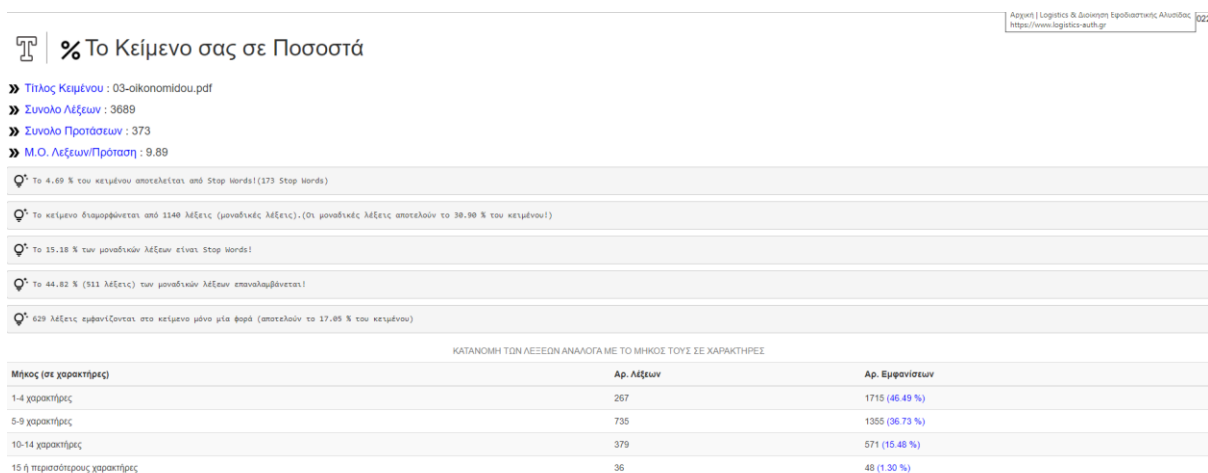 Αρχική | Logistics & Διοίκηση Εφοδιαστικής Αλυσίδας
https://www.logistics-auth.gr
022
% Το Κείμενο σας σε Ποσοστά
» Τίτλος Κειμένου : 03-oikonomidou.pdf
» Συνολο Λέξεων : 3689
» Συνολο Προτάσεων : 373
» Μ.Ο. Λεξεων/Πρόταση : 9.89
Το 4.69 % του κειμένου αποτελείται από Stop Words!(173 Stop Words)
Το κείμενο διαμορφώνεται από 1140 λέξεις (μοναδικές λέξεις).(Οι μοναδικές λέξεις αποτελούν το 30.90 % του κειμένου!)
Το 15.18 % των μοναδικών λέξεων είναι Stop Words!
Το 44.82 % (511 λέξεις) των μοναδικών λέξεων επαναλαμβάνεται!
629 λέξεις εμφανίζονται στο κείμενο μόνο μία φορά (αποτελούν το 17.05 % του κειμένου)
ΚΑΤΑΝΟΜΗ ΤΩΝ ΛΕΞΕΩΝ ΑΝΑΛΟΓΑ ΜΕ ΤΟ ΜΗΚΟΣ ΤΟΥΣ ΣΕ ΧΑΡΑΚΤΗΡΕΣ
Μήκος (σε χαρακτήρες) Αρ. Λέξεων Αρ. Εμφανίσεων
1-4 χαρακτήρες 267 1715 (46.49 %)
5-9 χαρακτήρες 735 1355 (36.73 %)
10-14 χαρακτήρες 379 571 (15.48 %)
15 ή περισσότερους χαρακτήρες 36 48 (1.30 %)